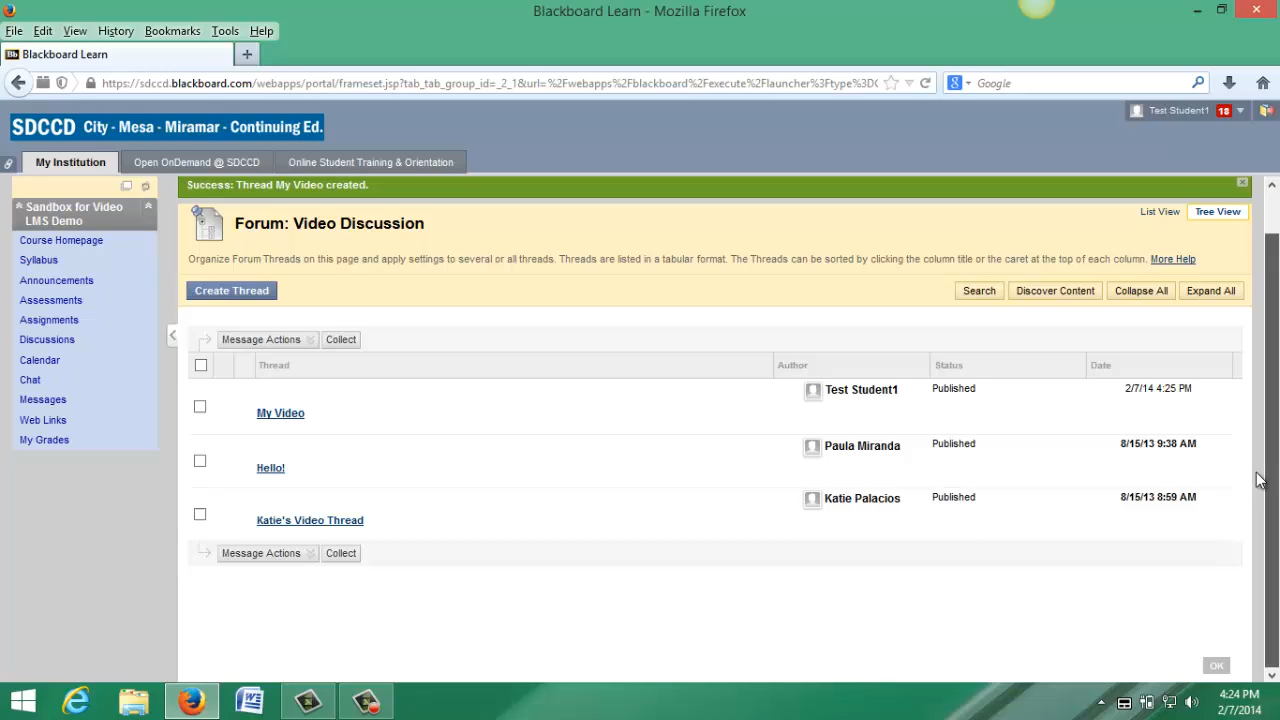 Blackboard Learn - Mozilla Firefox
File Edit View History Bookmarks Tools Help
Bb Blackboard Learn
https://sdccd.blackboard.com/webapps/portal/frameset.jsp?tab_tab_group_id=_2_1&url=%2Fwebapps%2Fblackboard%2Fexecute%2Flauncher%3Ftype%3DC
Google
Test Student1 18
SDCCD City - Mesa - Miramar - Continuing Ed.
My Institution Open OnDemand @ SDCCD Online Student Training & Orientation
Sandbox for Video LMS Demo
Course Homepage
Syllabus
Announcements
Assessments
Assignments
Discussions
Calendar
Chat
Messages
Web Links
My Grades
Success: Thread My Video created.
Forum: Video Discussion
List View Tree View
Organize Forum Threads on this page and apply settings to several or all threads. Threads are listed in a tabular format. The Threads can be sorted by clicking the column title or the caret at the top of each column. More Help
Create Thread Search Discover Content Collapse All Expand All
Message Actions Collect
Thread Author Status Date
My Video Test Student1 Published 2/7/14 4:25 PM
Hello! Paula Miranda Published 8/15/13 9:38 AM
Katie's Video Thread Katie Palacios Published 8/15/13 8:59 AM
Message Actions Collect
OK
4:24 PM
2/7/2014